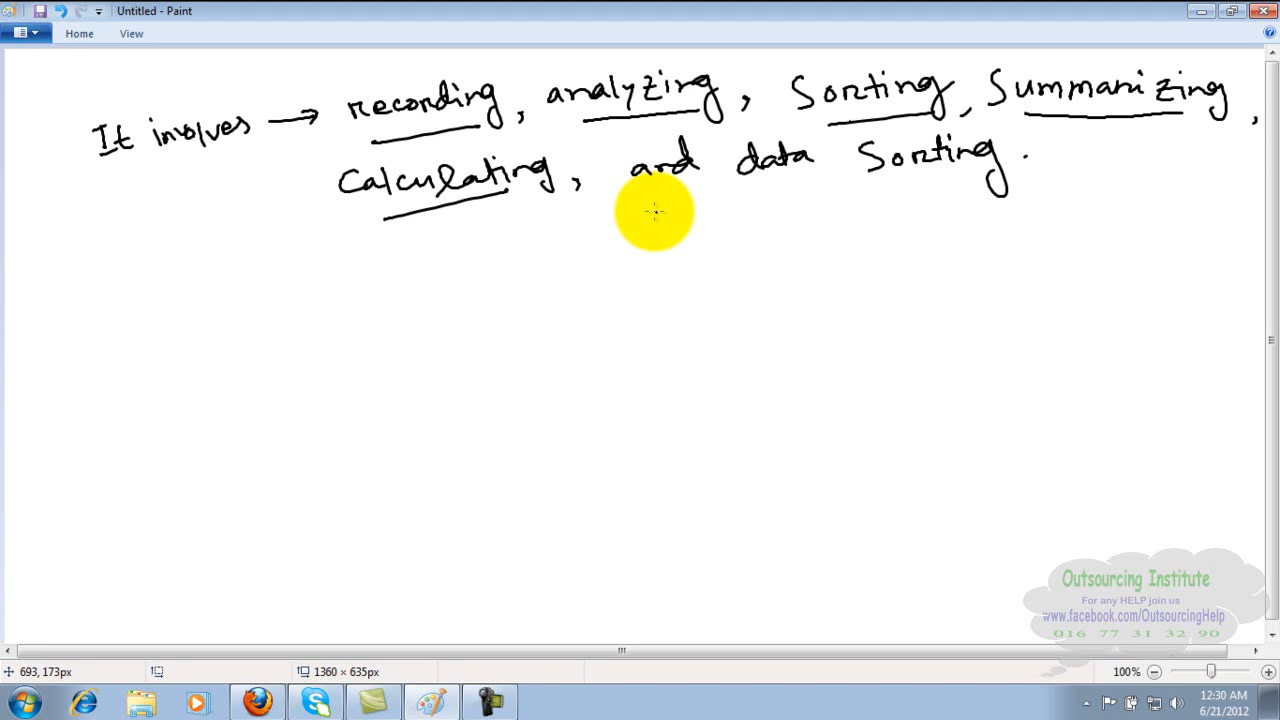 Untitled - Paint
Home View
It involves → recording, analyzing, Sorting, Summarizing,
Calculating, and data Sorting.
Outsourcing Institute
For any HELP join us
www.facebook.com/OutsourcingHelp
016 77 31 32 90
693, 173px 1360 × 635px 100%
12:30 AM
6/21/2012